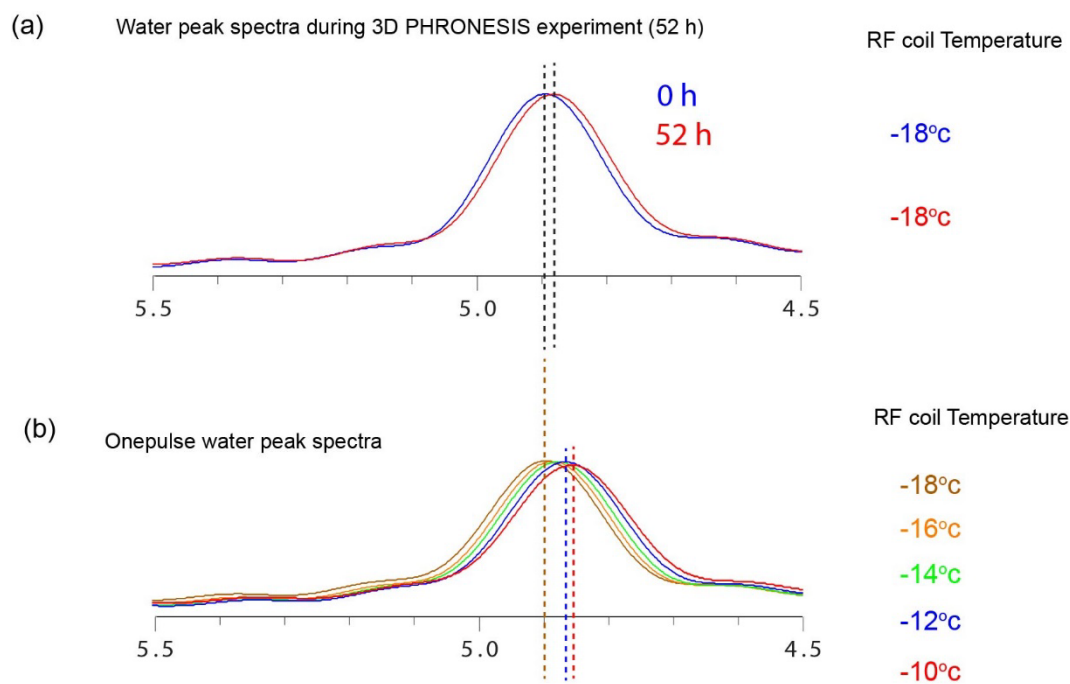 (a)
Water peak spectra during 3D PHRONESIS experiment (52 h)
RF coil Temperature
0 h
52 h
-18°c
-18°c
5.5
5.0
4.5
(b)
Onepulse water peak spectra
RF coil Temperature
-18°c
-16°c
-14°c
-12°c
-10°c
5.5
5.0
4.5